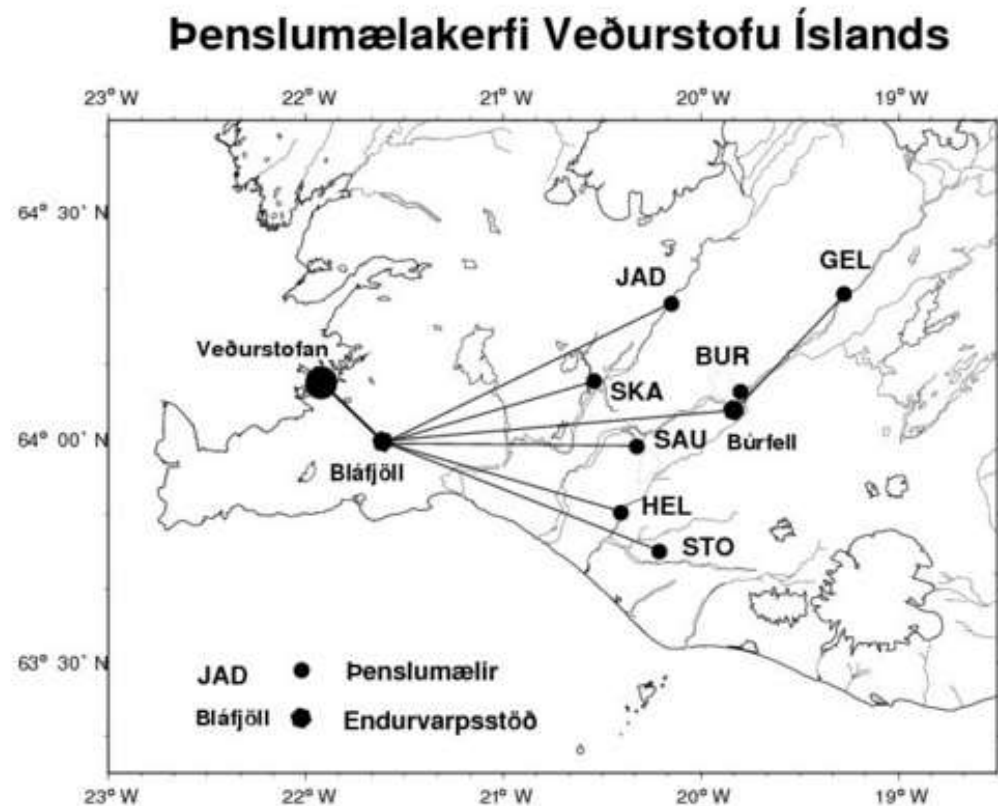 Þenslumælakerfi Veðurstofu Íslands
23° W 22° W 21° W 20° W 19° W
64° 30' N
GEL
JAD
Veðurstofan
BUR
SKA
64° 00' N
SAU
Búrfell
Bláfjöll
HEL
STO
63° 30' N
JAD Þenslumælir
Bláfjöll Endurvarpsstöð
23° W 22° W 21° W 20° W 19° W